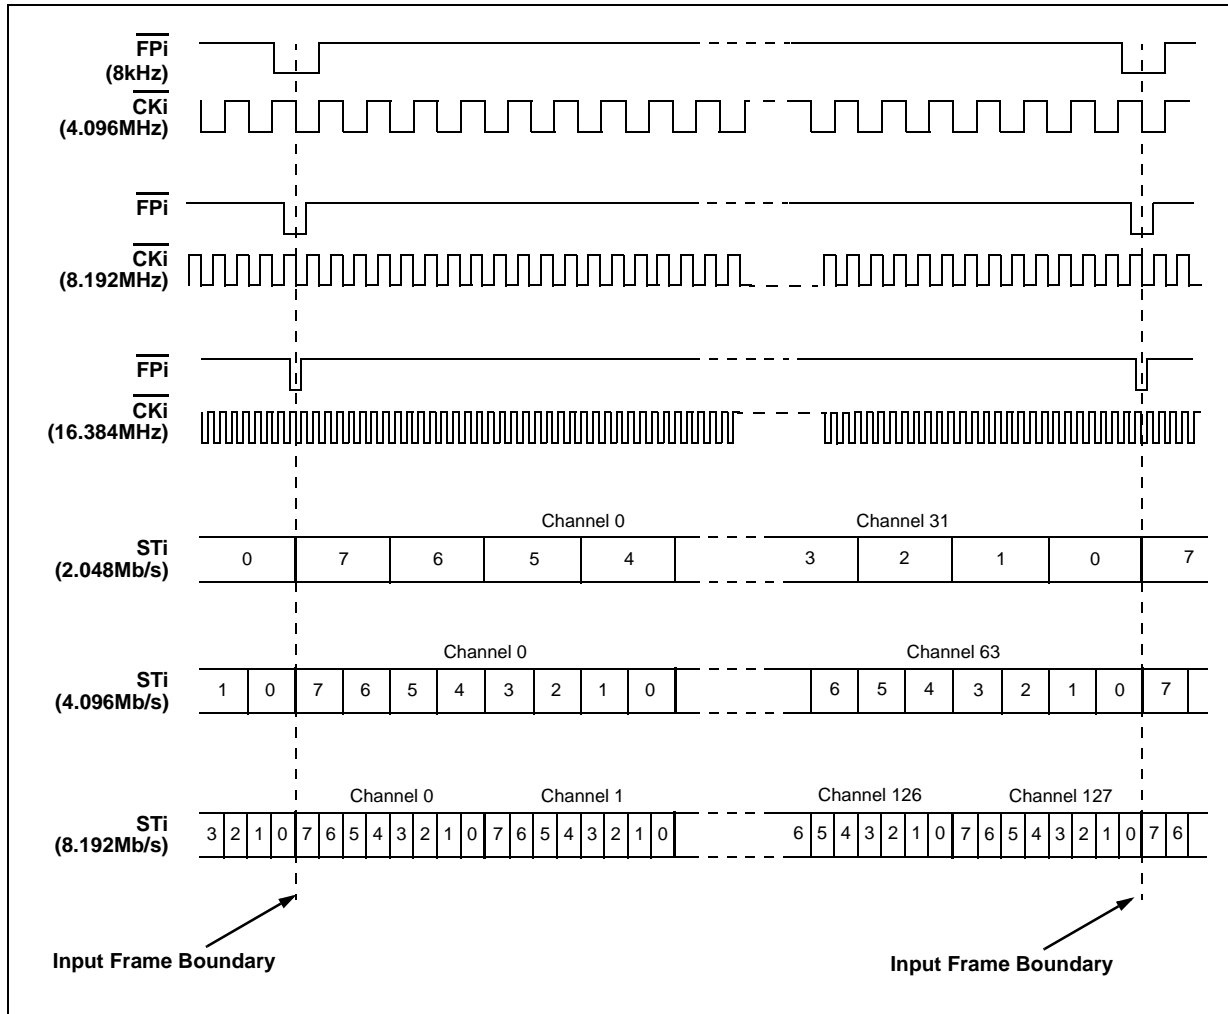 FPi
(8kHz)
CKi
(4.096MHz)
FPi
CKi
(8.192MHz)
FPi
CKi
(16.384MHz)
Channel 0 Channel 31
STi
(2.048Mb/s)
0 7 6 5 4 3 2 1 0 7
Channel 0 Channel 63
STi
(4.096Mb/s)
1 0 7 6 5 4 3 2 1 0 6 5 4 3 2 1 0 7
Channel 0 Channel 1 Channel 126 Channel 127
STi
(8.192Mb/s)
3 2 1 0 7 6 5 4 3 2 1 0 7 6 5 4 3 2 1 0 6 5 4 3 2 1 0 7 6 5 4 3 2 1 0 7 6
Input Frame Boundary
Input Frame Boundary